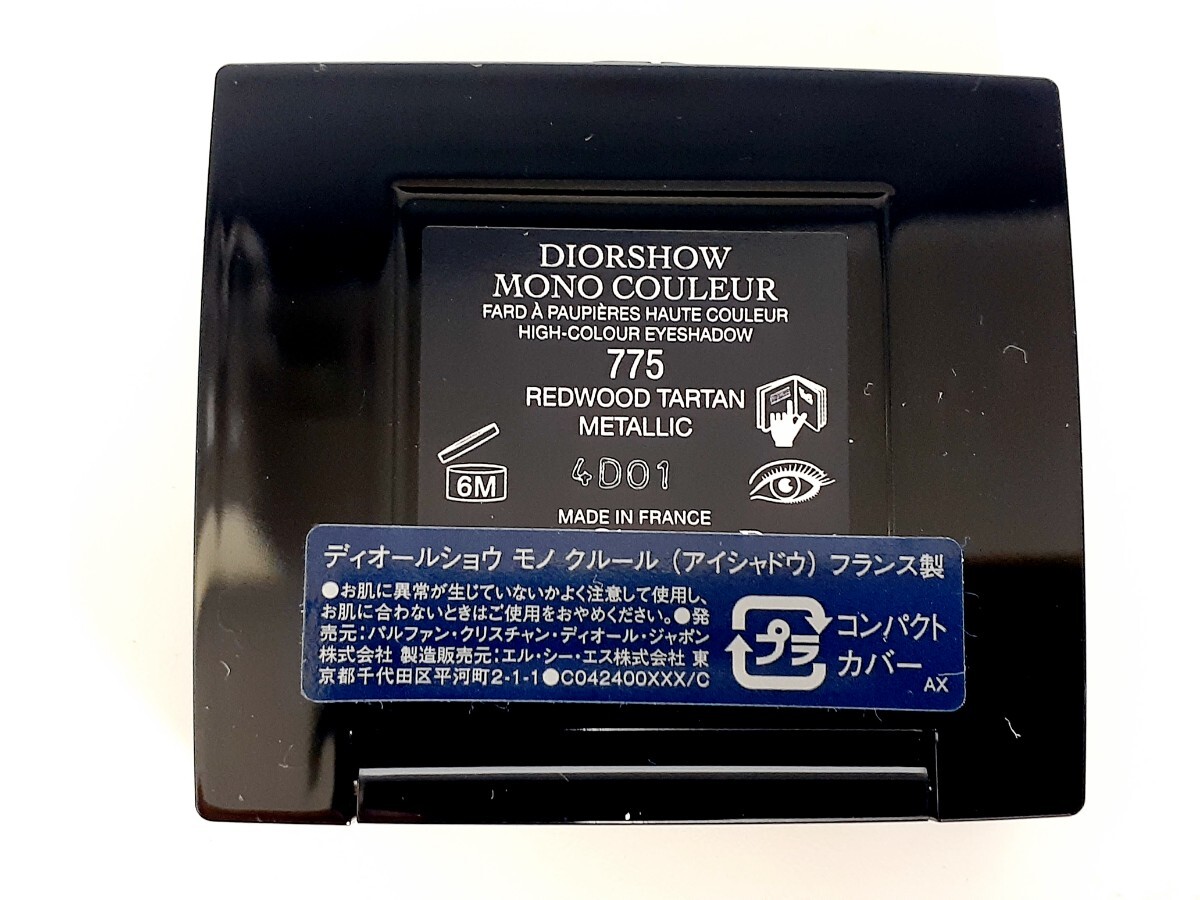 DIORSHOW
MONO COULEUR
FARD À PAUPIÈRES HAUTE COULEUR
HIGH-COLOUR EYESHADOW
775
REDWOOD TARTAN
METALLIC
6M
4D01
MADE IN FRANCE
ディオールショウ モノ クルール (アイシャドウ) フランス製
●お肌に異常が生じていないかよく注意して使用し、
お肌に合わないときはご使用をおやめください。●発
売元:パルファン・クリスチャン・ディオール・ジャポン
株式会社 製造販売元:エル・シー・エス株式会社 東
京都千代田区平河町2-1-1●C042400XXX/C
プラ
コンパクト
カバー
AX